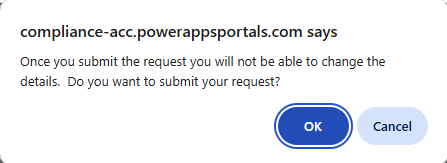 compliance-acc.powerappsportals.com says
Once you submit the request you will not be able to change the
details.  Do you want to submit your request?
OK
Cancel